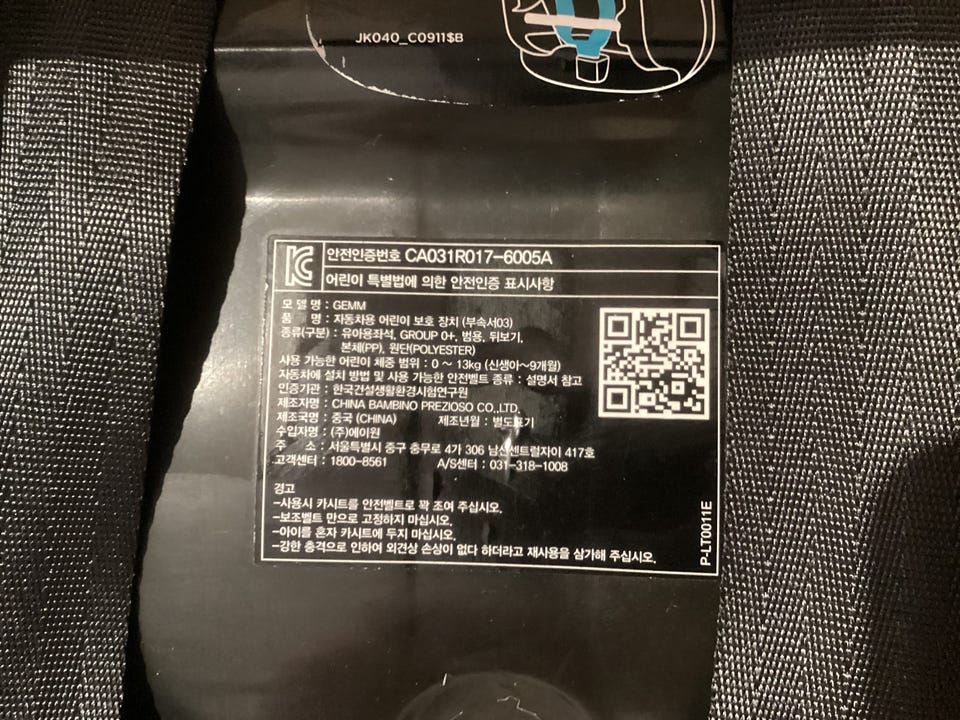 JK040_C0911$B
KC 안전인증번호 CA031R017-6005A
어린이 특별법에 의한 안전인증 표시사항
모 델 명 : GEMM
품 명 : 자동차용 어린이 보호 장치 (부속서03)
종류(구분) : 유아용좌석, GROUP 0+, 범용, 뒤보기,
본체(PP), 원단(POLYESTER)
사용 가능한 어린이 체중 범위 : 0 ~ 13kg (신생아~9개월)
자동차에 설치 방법 및 사용 가능한 안전벨트 종류 : 설명서 참고
인증기관 : 한국건설생활환경시험연구원
제조자명 : CHINA BAMBINO PREZIOSO CO.,LTD.
제조국명 : 중국 (CHINA) 제조년월 : 별도표기
수입자명 : (주)에이원
주 소 : 서울특별시 중구 충무로 4가 306 남산센트럴자이 417호
고객센터 : 1800-8561 A/S센터 : 031-318-1008
경고
-사용시 카시트를 안전벨트로 꽉 조여 주십시오.
-보조벨트 만으로 고정하지 마십시오.
-아이를 혼자 카시트에 두지 마십시오.
-강한 충격으로 인하여 외견상 손상이 없다 하더라고 재사용을 삼가해 주십시오.
P-LT0011E